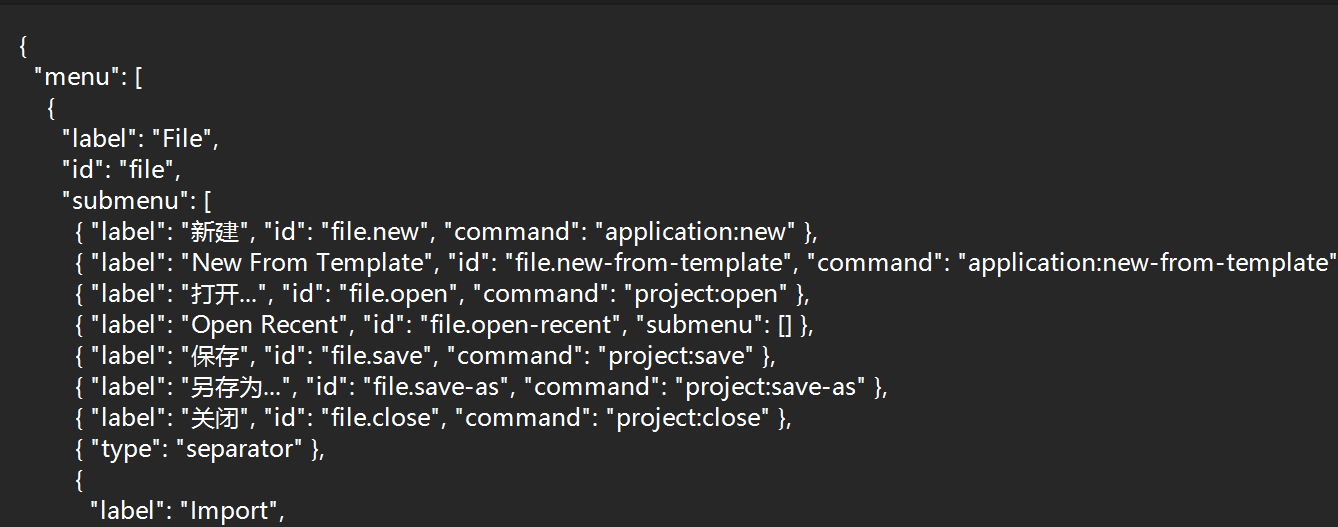 {
"menu": [
{
"label": "File",
"id": "file",
"submenu": [
{ "label": "新建", "id": "file.new", "command": "application:new" },
{ "label": "New From Template", "id": "file.new-from-template", "command": "application:new-from-template"
{ "label": "打开...", "id": "file.open", "command": "project:open" },
{ "label": "Open Recent", "id": "file.open-recent", "submenu": [] },
{ "label": "保存", "id": "file.save", "command": "project:save" },
{ "label": "另存为...", "id": "file.save-as", "command": "project:save-as" },
{ "label": "关闭", "id": "file.close", "command": "project:close" },
{ "type": "separator" },
{
"label": "Import",